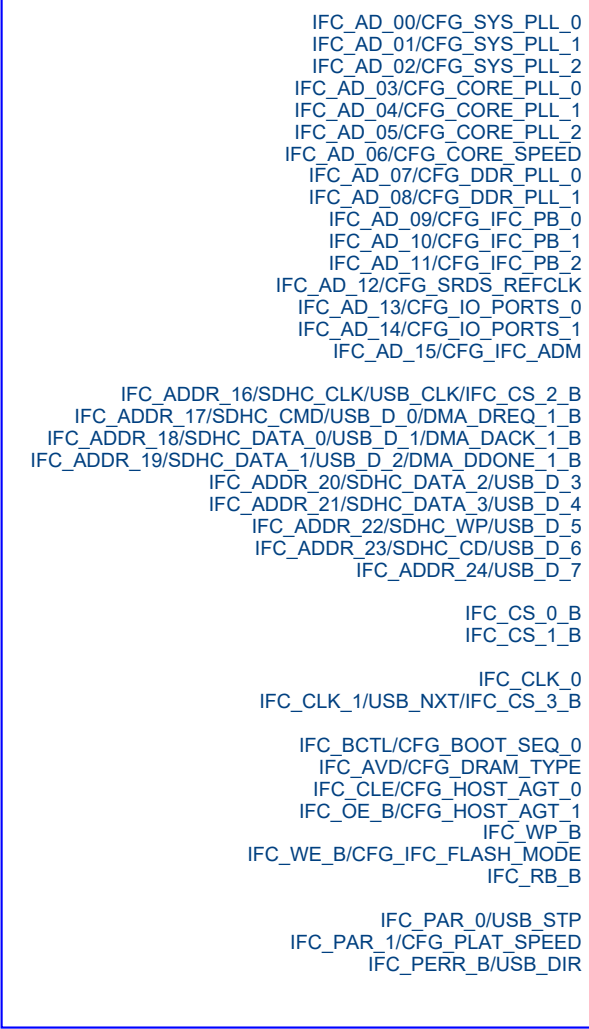 IFC_AD_00/CFG_SYS_PLL_0
IFC_AD_01/CFG_SYS_PLL_1
IFC_AD_02/CFG_SYS_PLL_2
IFC_AD_03/CFG_CORE_PLL_0
IFC_AD_04/CFG_CORE_PLL_1
IFC_AD_05/CFG_CORE_PLL_2
IFC_AD_06/CFG_CORE_SPEED
IFC_AD_07/CFG_DDR_PLL_0
IFC_AD_08/CFG_DDR_PLL_1
IFC_AD_09/CFG_IFC_PB_0
IFC_AD_10/CFG_IFC_PB_1
IFC_AD_11/CFG_IFC_PB_2
IFC_AD_12/CFG_SRDS_REFCLK
IFC_AD_13/CFG_IO_PORTS_0
IFC_AD_14/CFG_IO_PORTS_1
IFC_AD_15/CFG_IFC_ADM
IFC_ADDR_16/SDHC_CLK/USB_CLK/IFC_CS_2_B
IFC_ADDR_17/SDHC_CMD/USB_D_0/DMA_DREQ_1_B
IFC_ADDR_18/SDHC_DATA_0/USB_D_1/DMA_DACK_1_B
IFC_ADDR_19/SDHC_DATA_1/USB_D_2/DMA_DDONE_1_B
IFC_ADDR_20/SDHC_DATA_2/USB_D_3
IFC_ADDR_21/SDHC_DATA_3/USB_D_4
IFC_ADDR_22/SDHC_WP/USB_D_5
IFC_ADDR_23/SDHC_CD/USB_D_6
IFC_ADDR_24/USB_D_7
IFC_CS_0_B
IFC_CS_1_B
IFC_CLK_0
IFC_CLK_1/USB_NXT/IFC_CS_3_B
IFC_BCTL/CFG_BOOT_SEQ_0
IFC_AVD/CFG_DRAM_TYPE
IFC_CLE/CFG_HOST_AGT_0
IFC_OE_B/CFG_HOST_AGT_1
IFC_WP_B
IFC_WE_B/CFG_IFC_FLASH_MODE
IFC_RB_B
IFC_PAR_0/USB_STP
IFC_PAR_1/CFG_PLAT_SPEED
IFC_PERR_B/USB_DIR